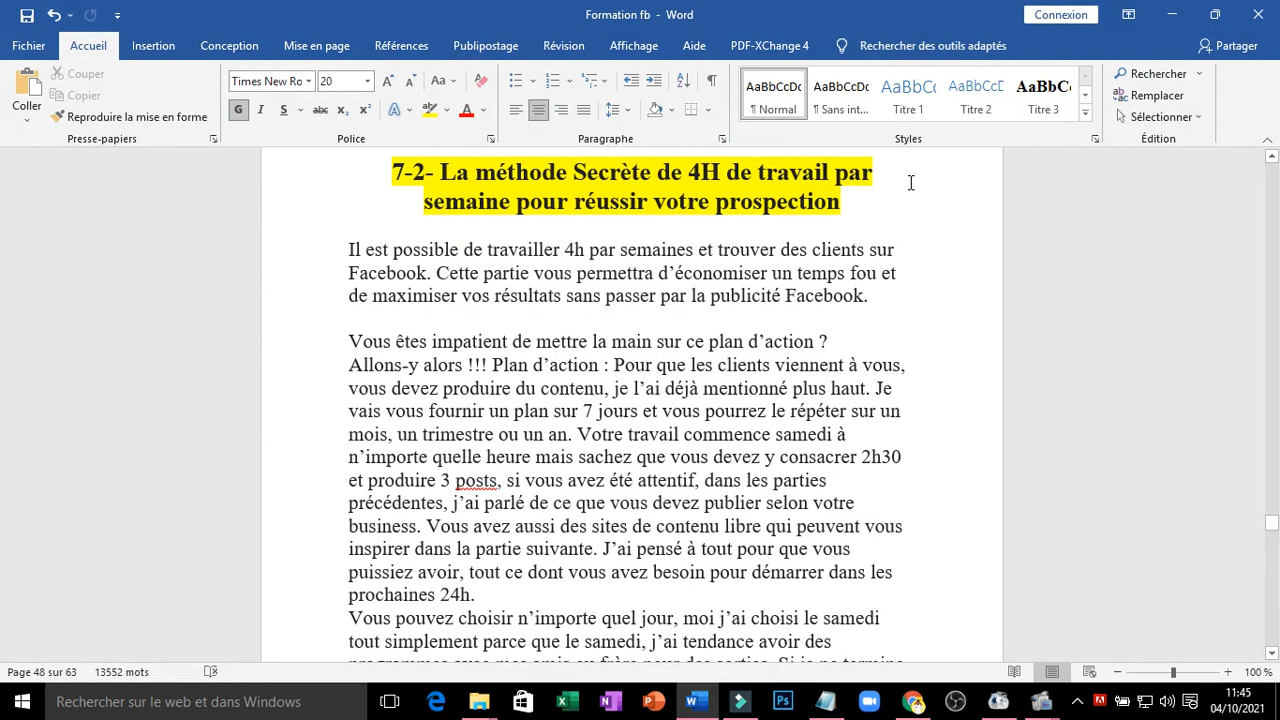 Formation fb - Word
Connexion
Fichier Accueil Insertion Conception Mise en page Références Publipostage Révision Affichage Aide PDF-XChange 4 Rechercher des outils adaptés Partager
Coller
Couper
Copier
Reproduire la mise en forme
Presse-papiers
Times New Ro 20
Police
Paragraphe
AaBbCcDc AaBbCcDc AaBbCc AaBbCcD AaBbCc
¶ Normal ¶ Sans int... Titre 1 Titre 2 Titre 3
Styles
Rechercher
Remplacer
Sélectionner
Édition
7-2- La méthode Secrète de 4H de travail par
semaine pour réussir votre prospection
Il est possible de travailler 4h par semaines et trouver des clients sur
Facebook. Cette partie vous permettra d’économiser un temps fou et
de maximiser vos résultats sans passer par la publicité Facebook.
Vous êtes impatient de mettre la main sur ce plan d’action ?
Allons-y alors !!! Plan d’action : Pour que les clients viennent à vous,
vous devez produire du contenu, je l’ai déjà mentionné plus haut. Je
vais vous fournir un plan sur 7 jours et vous pourrez le répéter sur un
mois, un trimestre ou un an. Votre travail commence samedi à
n’importe quelle heure mais sachez que vous devez y consacrer 2h30
et produire 3 posts, si vous avez été attentif, dans les parties
précédentes, j’ai parlé de ce que vous devez publier selon votre
business. Vous avez aussi des sites de contenu libre qui peuvent vous
inspirer dans la partie suivante. J’ai pensé à tout pour que vous
puissiez avoir, tout ce dont vous avez besoin pour démarrer dans les
prochaines 24h.
Vous pouvez choisir n’importe quel jour, moi j’ai choisi le samedi
tout simplement parce que le samedi, j’ai tendance avoir des
Page 48 sur 63 13552 mots 100 %
Rechercher sur le web et dans Windows
11:45
04/10/2021